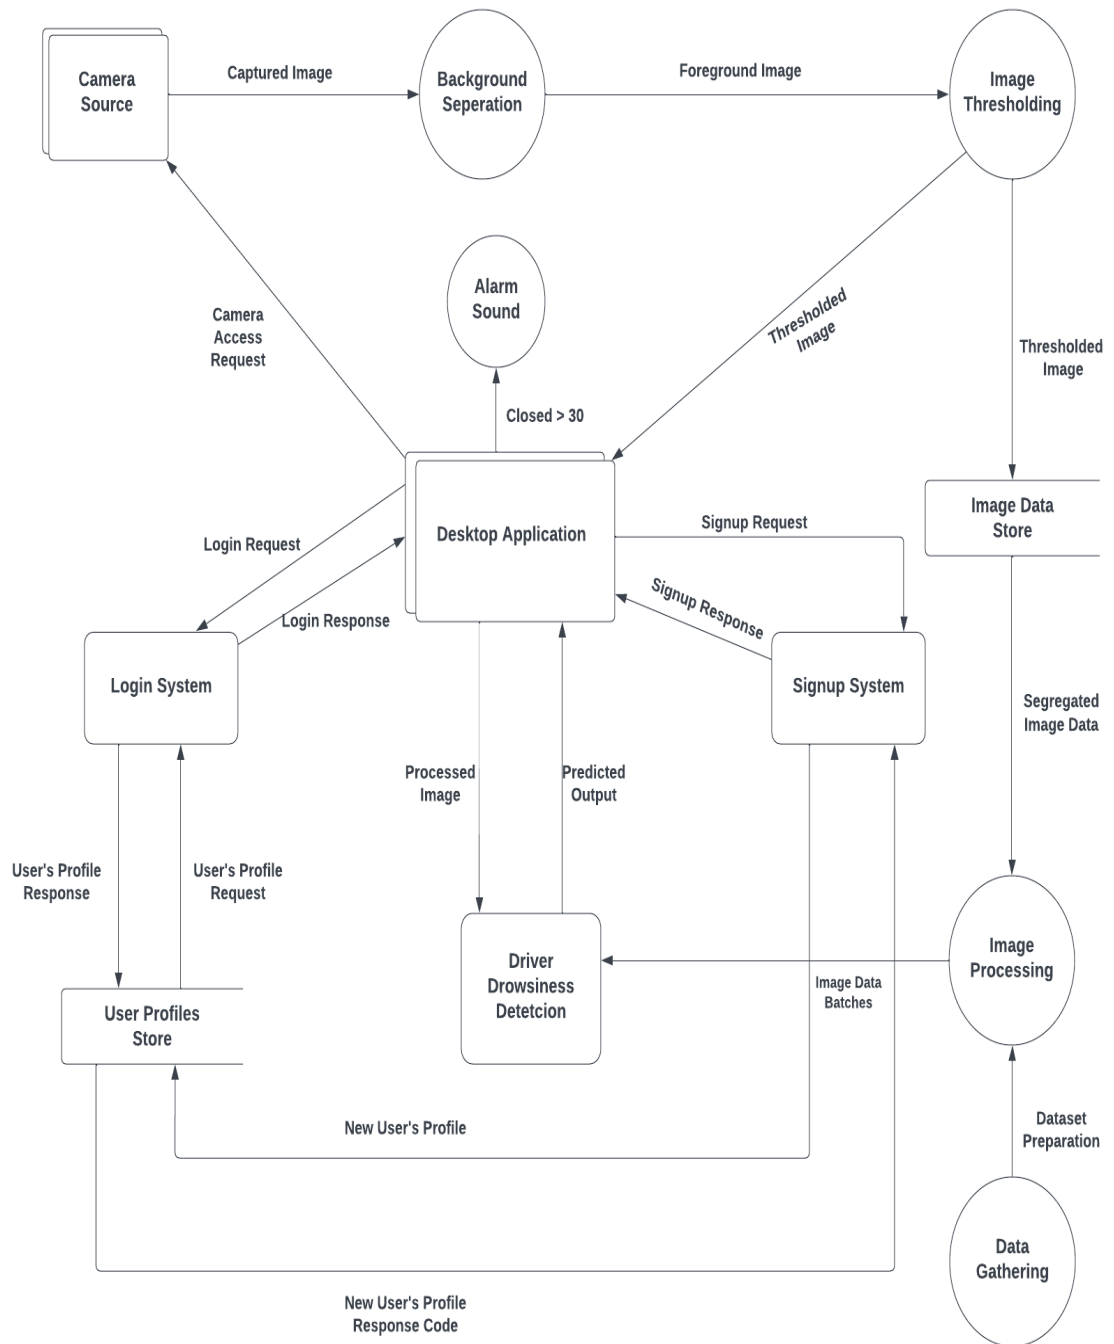 Camera
Source
Captured Image
Background
Seperation
Foreground Image
Image
Thresholding
Alarm
Sound
Camera
Access
Request
Thresholded
Image
Thresholded
Image
Closed > 30
Desktop Application
Image Data
Store
Login Request
Signup Request
Signup Response
Login Response
Login System
Signup System
Segregated
Image Data
Processed
Image
Predicted
Output
User's Profile
Response
User's Profile
Request
Driver
Drowsiness
Detetcion
Image
Processing
Image Data
Batches
User Profiles
Store
New User's Profile
Dataset
Preparation
Data
Gathering
New User's Profile
Response Code